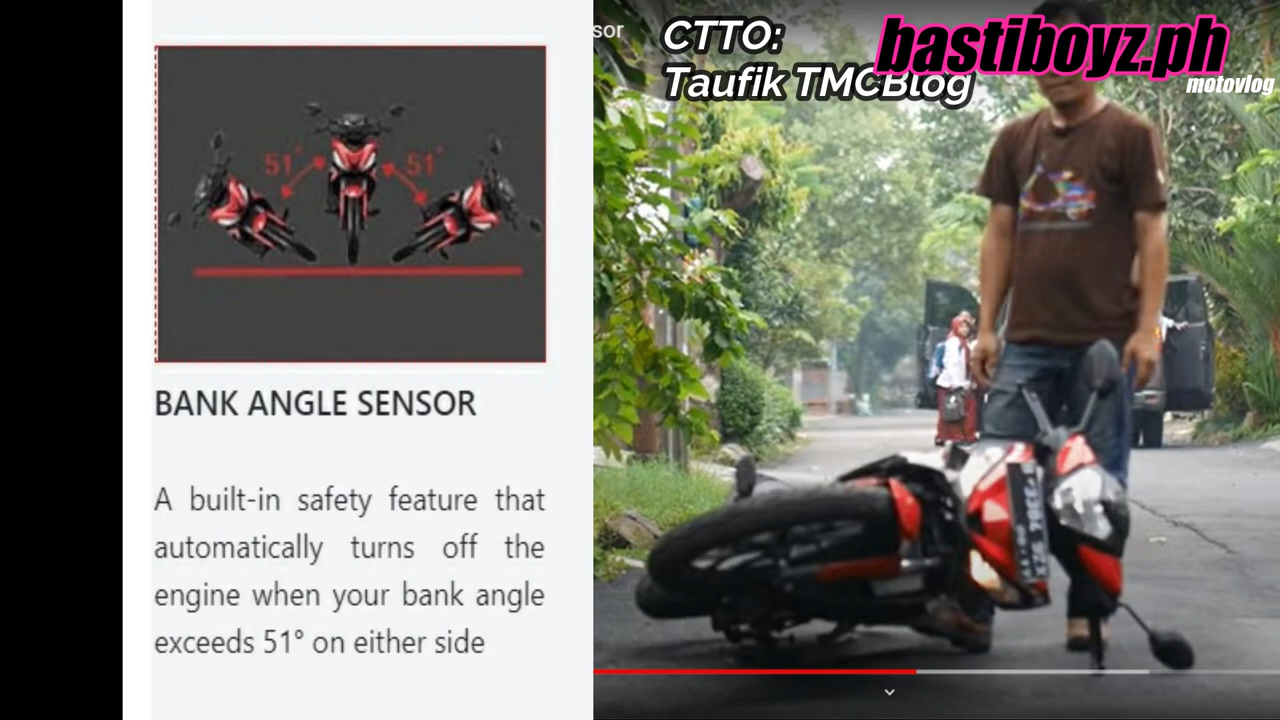 51°
51°
BANK ANGLE SENSOR
A built-in safety feature that
automatically turns off the
engine when your bank angle
exceeds 51° on either side
sor
CTTO:
Taufik TMCBlog
bastiboyz.ph
motovlog